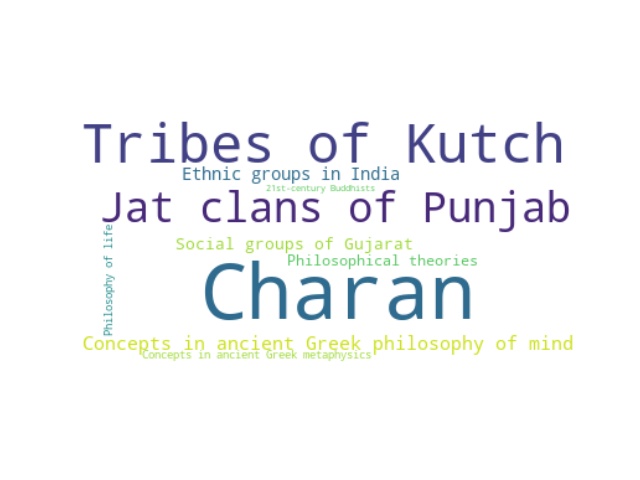 Tribes of Kutch
Ethnic groups in India
21st-century Buddhists
Jat clans of Punjab
Philosophy of life
Social groups of Gujarat
Philosophical theories
Charan
Concepts in ancient Greek philosophy of mind
Concepts in ancient Greek metaphysics